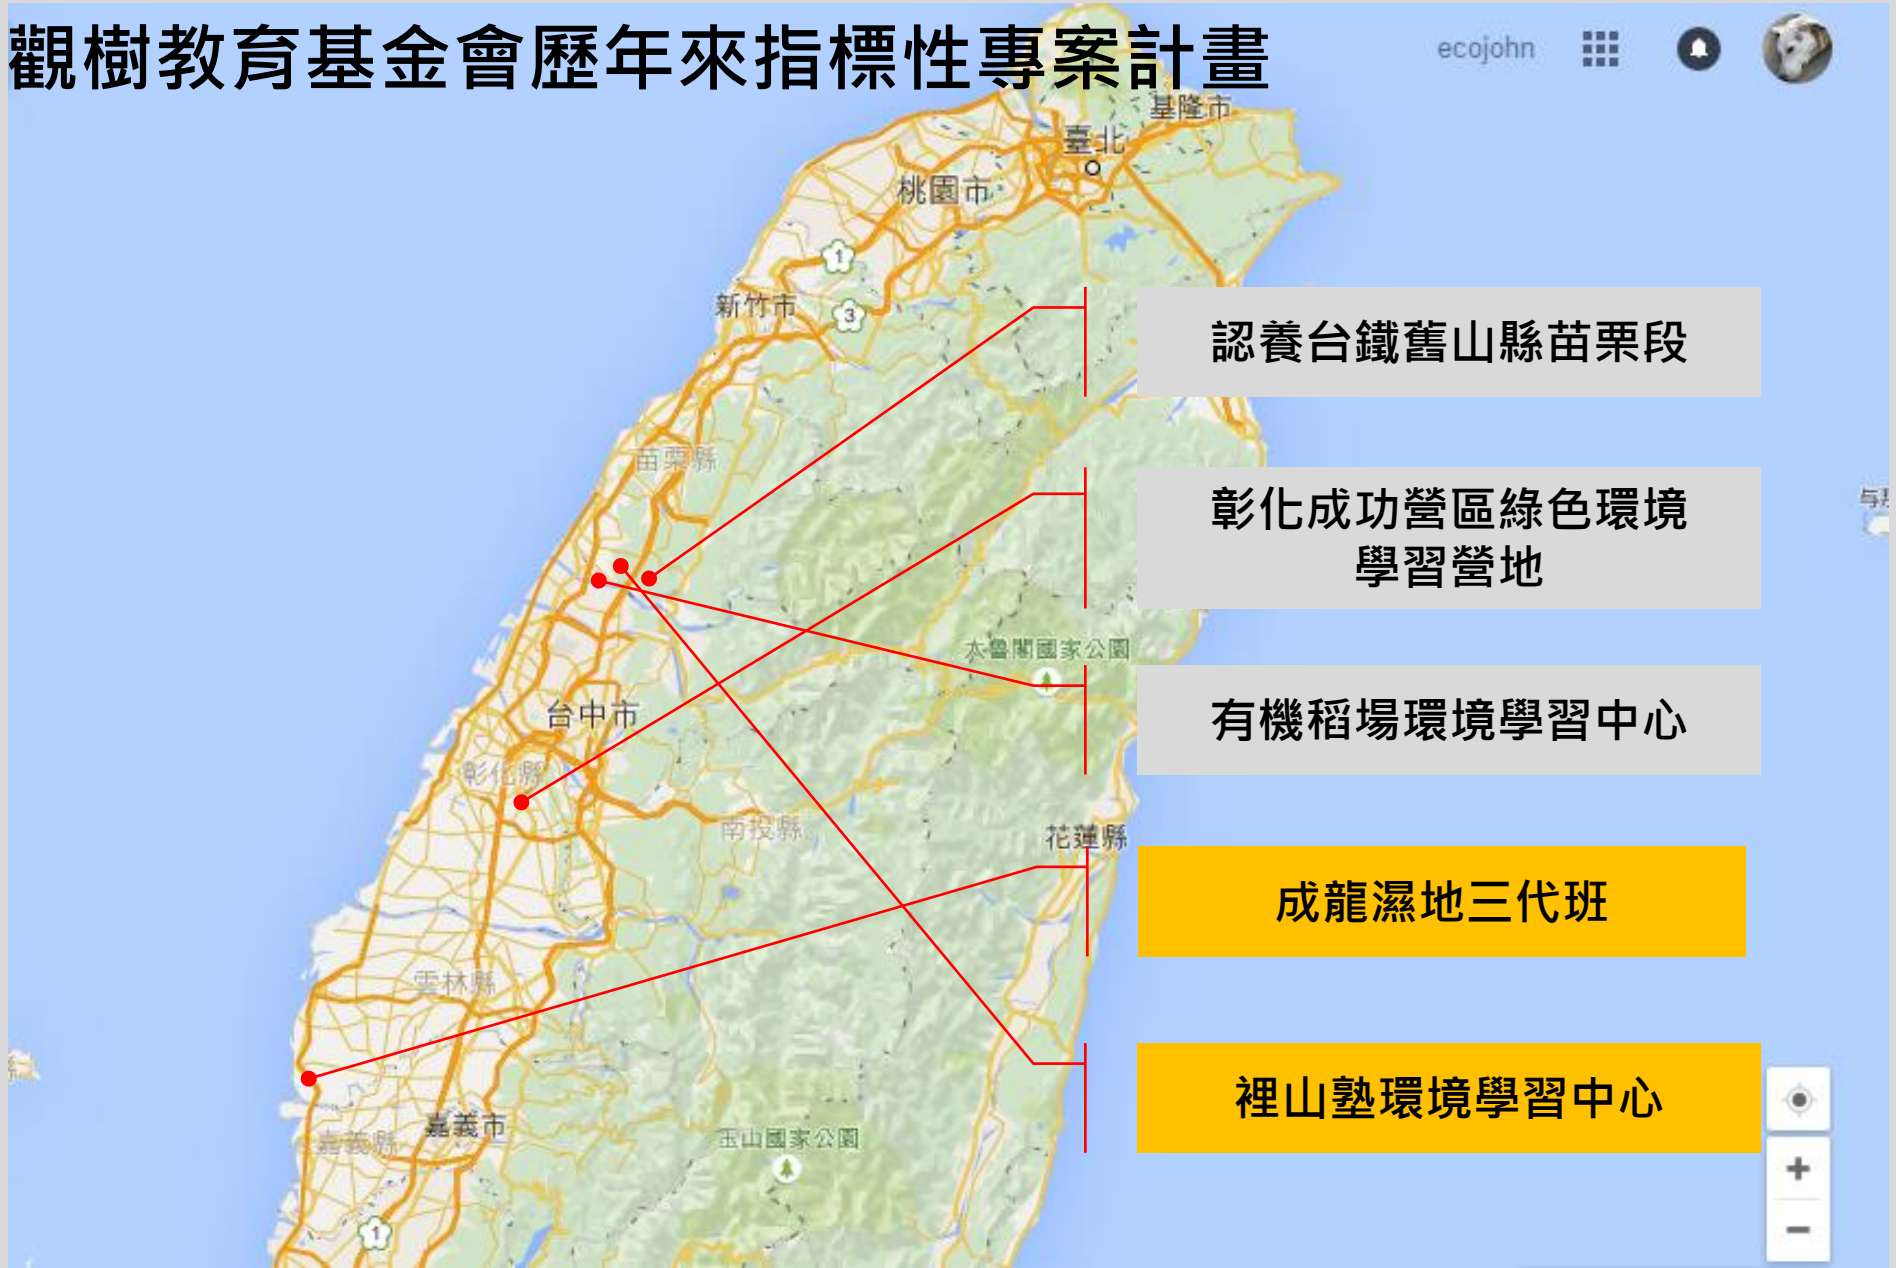 觀樹教育基金會歷年來指標性專案計畫
ecojohn
基隆市
臺北
桃園市
1
新竹市
3
認養台鐵舊山縣苗栗段
苗栗縣
彰化成功營區綠色環境
學習營地
太魯閣國家公園
有機稻場環境學習中心
台中市
彰化縣
南投縣
花蓮縣
成龍濕地三代班
雲林縣
裡山塾環境學習中心
嘉義市
嘉義縣
玉山國家公園
1